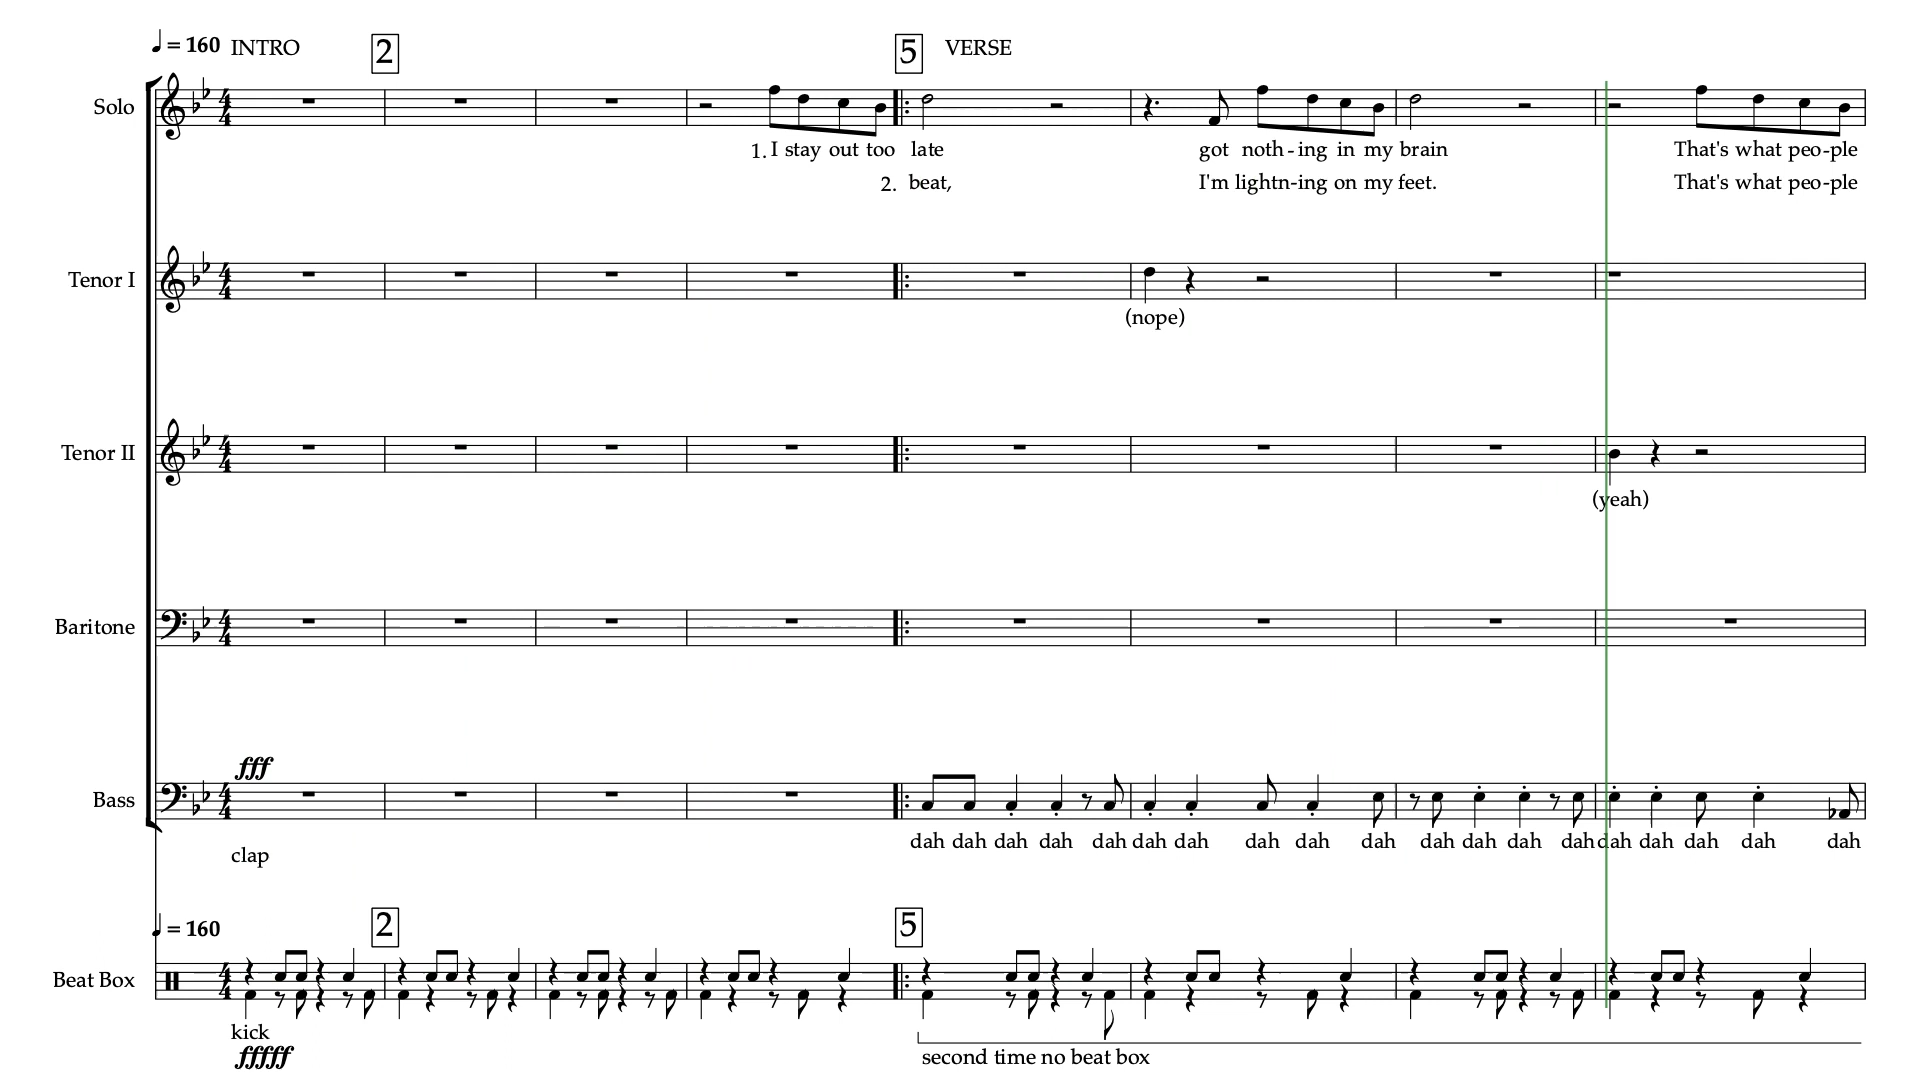 ♩ = 160 INTRO 2 5 VERSE
Solo
1. I stay out too late got noth - ing in my brain That's what peo - ple
2. beat, I'm lightn - ing on my feet. That's what peo - ple
Tenor I
(nope)
Tenor II
(yeah)
Baritone
fff
Bass
dah dah dah dah dah dah dah dah dah dah dah dah dah dah dah dah dah dah dah
clap
♩ = 160 2 5
Beat Box
kick
fffff
second time no beat box